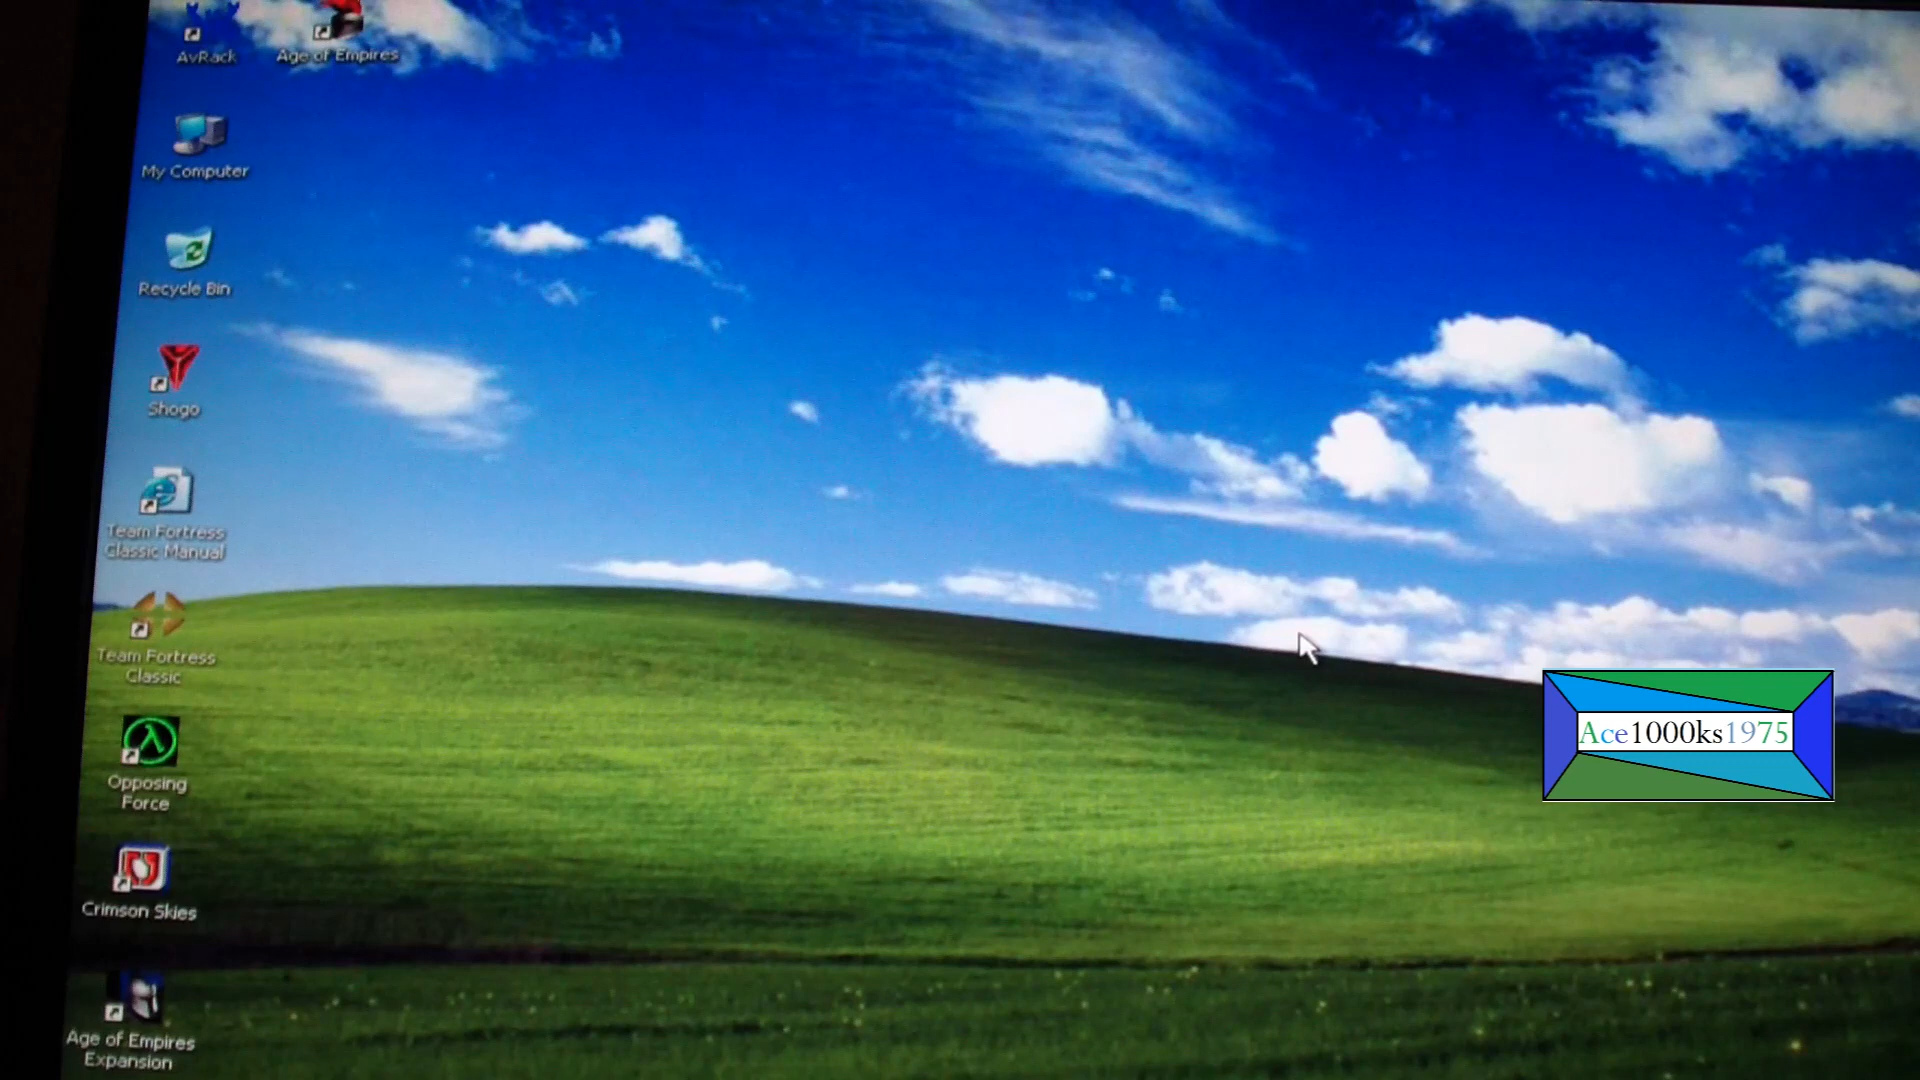 AvRack
Age of Empires
My Computer
Recycle Bin
Shogo
Team Fortress
Classic Manual
Team Fortress
Classic
Opposing
Force
Crimson Skies
Age of Empires
Expansion
Ace1000ks1975